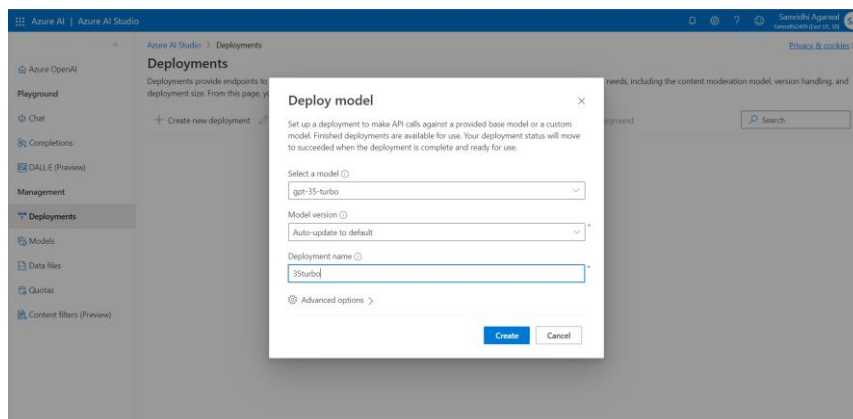 Azure AI | Azure AI Studio
Samridhi Agarwal
Azure AI Studio > Deployments
Privacy & cookies
Deployments
Deployments provide endpoints to
needs, including the content moderation model, version handling, and
deployment size. From this page, y
Create new deployment
yground
Search
Azure OpenAI
Playground
Chat
Completions
DALL·E (Preview)
Management
Deployments
Models
Data files
Quotas
Content filters (Preview)
Deploy model
Set up a deployment to make API calls against a provided base model or a custom
model. Finished deployments are available for use. Your deployment status will move
to succeeded when the deployment is complete and ready for use.
Select a model
gpt-35-turbo
Model version
Auto-update to default
*
Deployment name
35turbo
*
Advanced options >
Create
Cancel